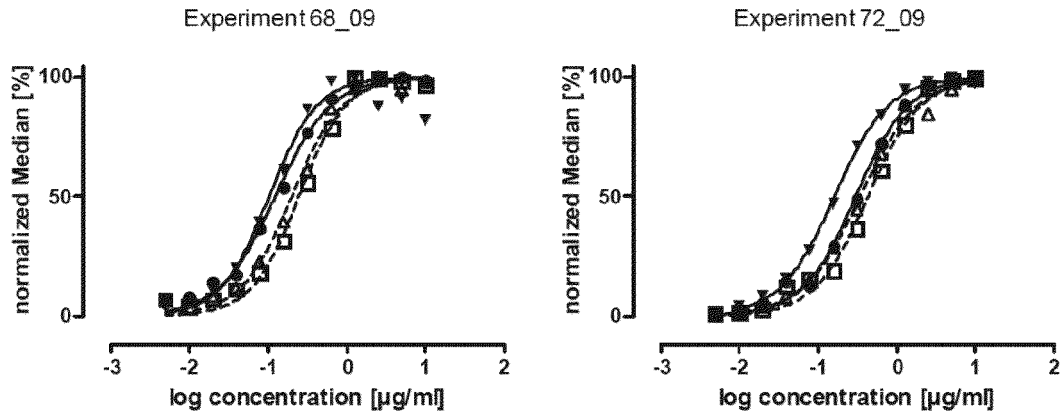 Experiment 68_09
normalized Median [%]
100
50
0
-3 -2 -1 0 1 2
log concentration [µg/ml]
Experiment 72_09
normalized Median [%]
100
50
0
-3 -2 -1 0 1 2
log concentration [µg/ml]